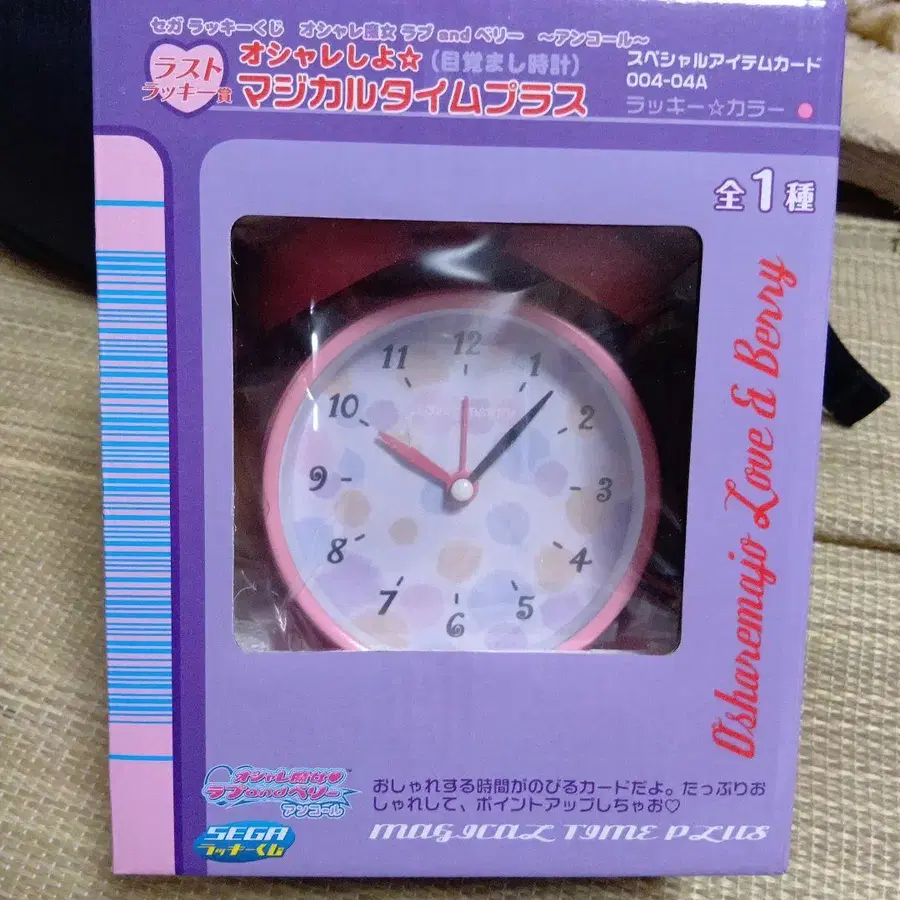 セガ ラッキーくじ オシャレ魔女 ラブ and ベリー ～アンコール～
ラスト
ラッキー賞
オシャレしよ☆(目覚まし時計)
マジカルタイムプラス
スペシャルアイテムカード
004-04A
ラッキー☆カラー
全1種
Osharemajo Love & Berry
12
1
2
3
4
5
6
7
8
9
10
11
オシャレ魔女♥
ラブandベリー
アンコール
SEGA
ラッキーくじ
おしゃれする時間がのびるカードだよ。たっぷりお
しゃれして、ポイントアップしちゃお♡
MAGICAL TIME PLUS